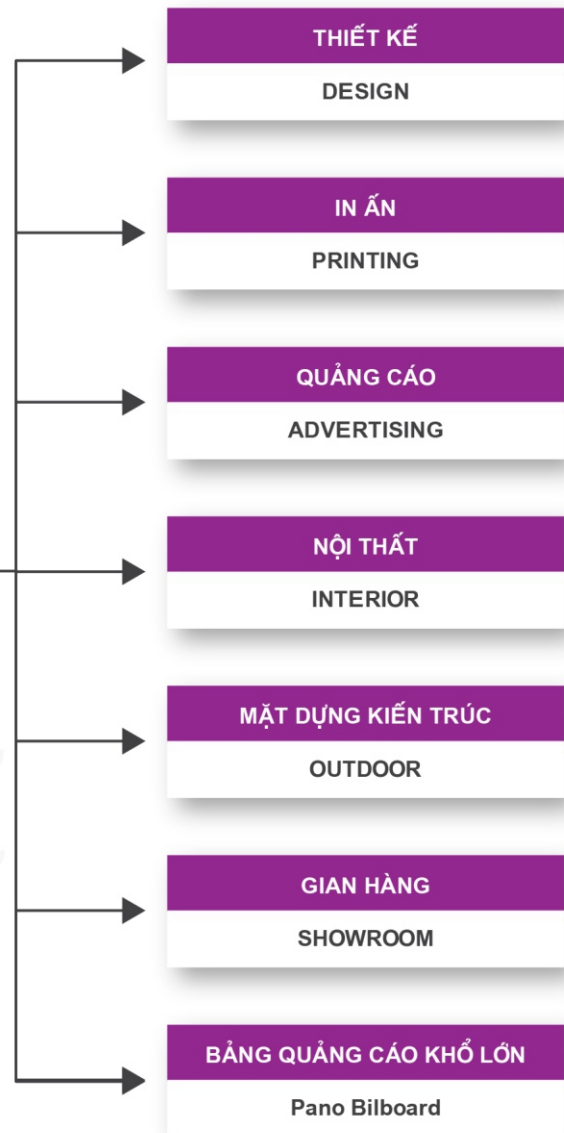 THIẾT KẾ
DESIGN
IN ẤN
PRINTING
QUẢNG CÁO
ADVERTISING
NỘI THẤT
INTERIOR
MẶT DỰNG KIẾN TRÚC
OUTDOOR
GIAN HÀNG
SHOWROOM
BẢNG QUẢNG CÁO KHỔ LỚN
Pano Bilboard